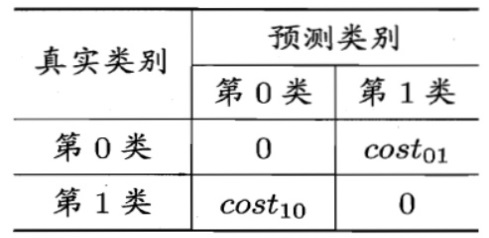 真实类别 预测类别
第 0 类 第 1 类
第 0 类 0 cost₀₁
第 1 类 cost₁₀ 0